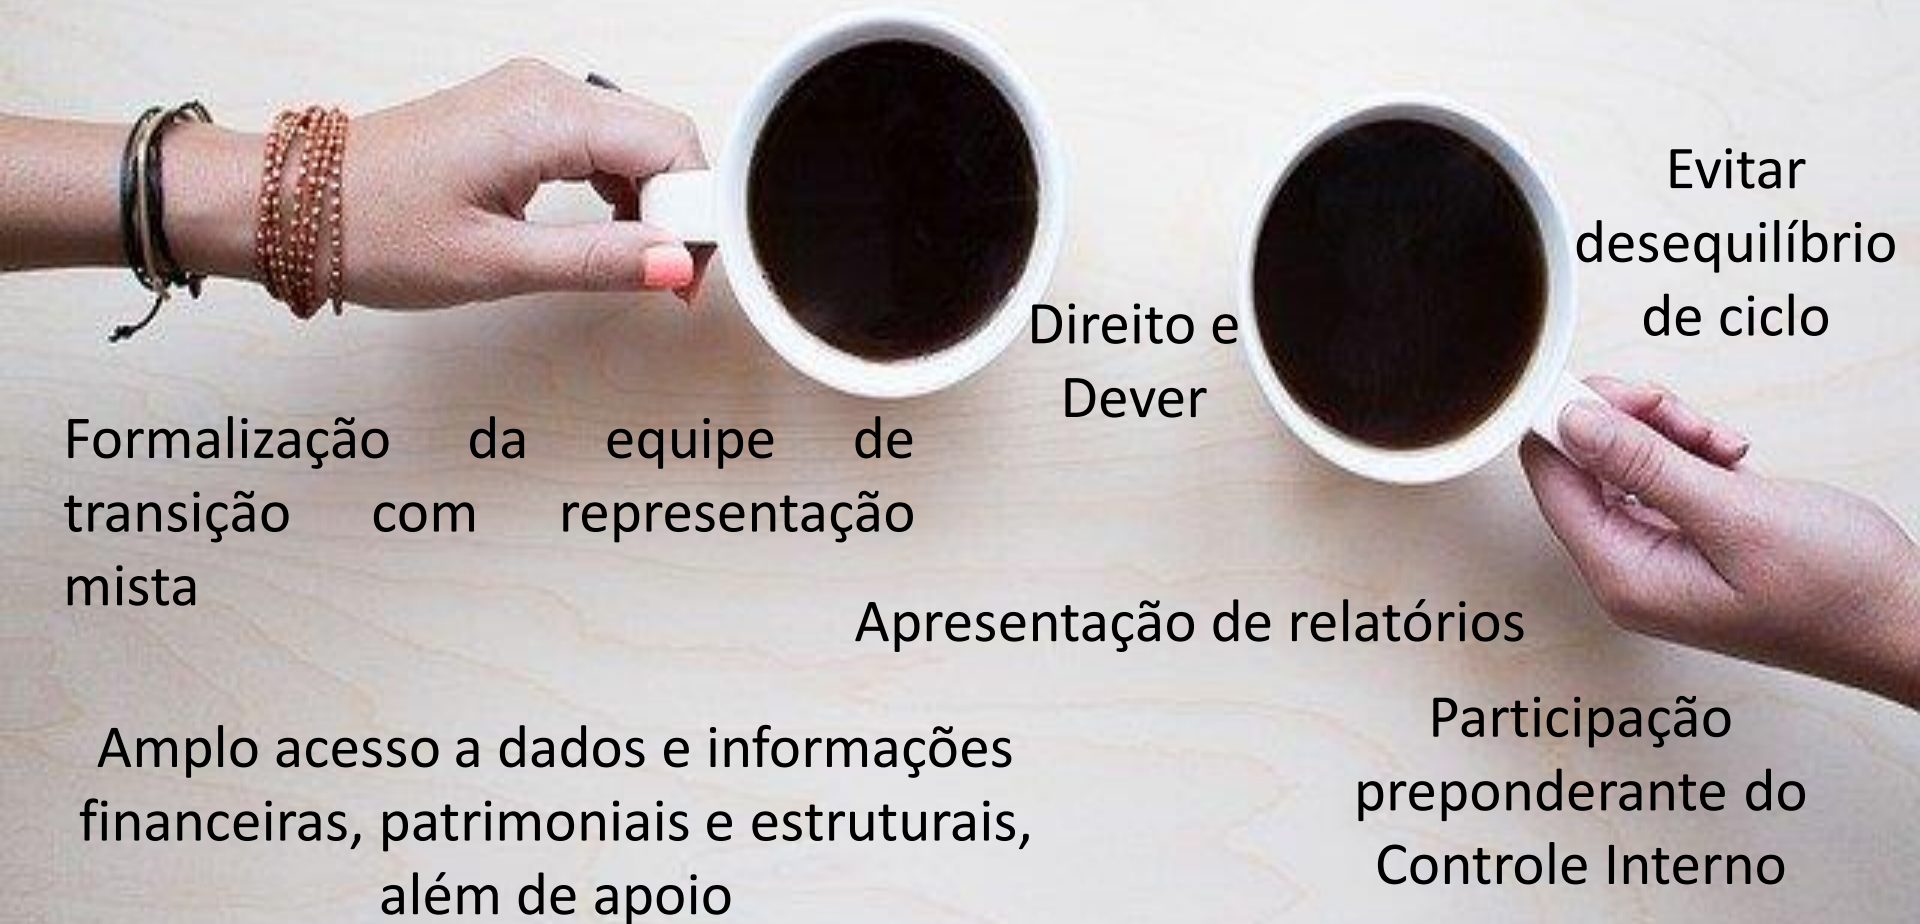 Evitar
desequilíbrio
de ciclo
Direito e
Dever
Formalização da equipe de
transição com representação
mista
Apresentação de relatórios
Amplo acesso a dados e informações
financeiras, patrimoniais e estruturais,
além de apoio
Participação
preponderante do
Controle Interno